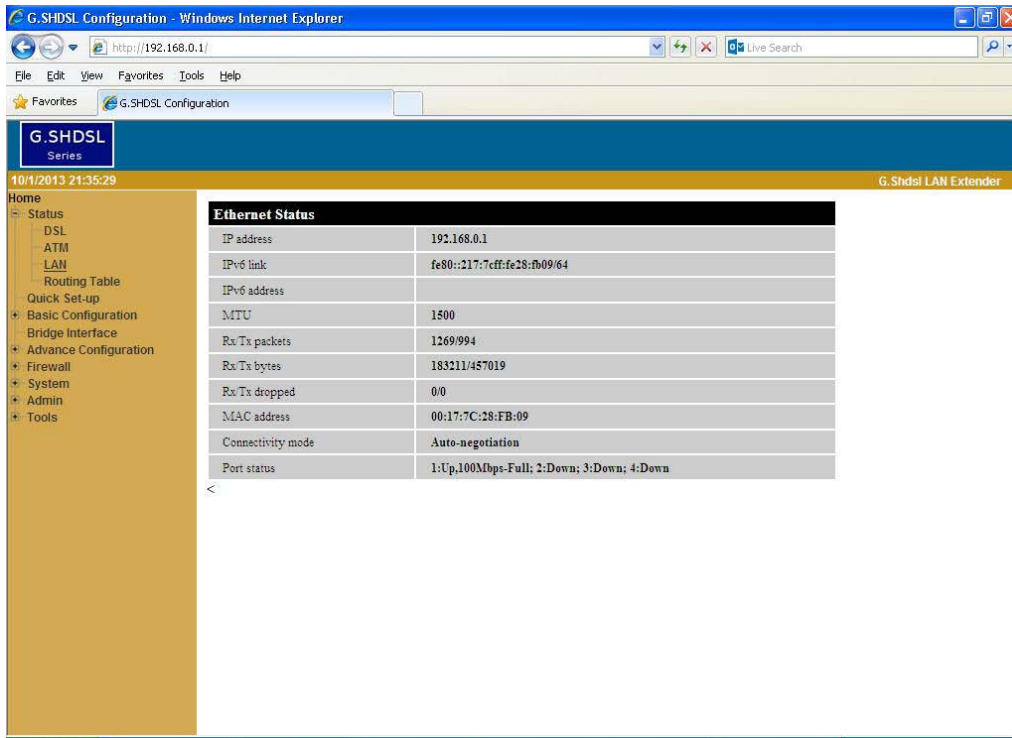 G.SHDSL Configuration - Windows Internet Explorer
http://192.168.0.1/
Live Search
File Edit View Favorites Tools Help
Favorites
G.SHDSL Configuration
G.SHDSL
Series
10/1/2013 21:35:29
G.Shdsl LAN Extender
Home
Status
DSL
ATM
LAN
Routing Table
Quick Set-up
Basic Configuration
Bridge Interface
Advance Configuration
Firewall
System
Admin
Tools
Ethernet Status
IP address 192.168.0.1
IPv6 link fe80::217:7cff:fe28:fb09/64
IPv6 address
MTU 1500
Rx/Tx packets 1269/994
Rx/Tx bytes 183211/457019
Rx/Tx dropped 0/0
MAC address 00:17:7C:28:FB:09
Connectivity mode Auto-negotiation
Port status 1:Up,100Mbps-Full; 2:Down; 3:Down; 4:Down
<